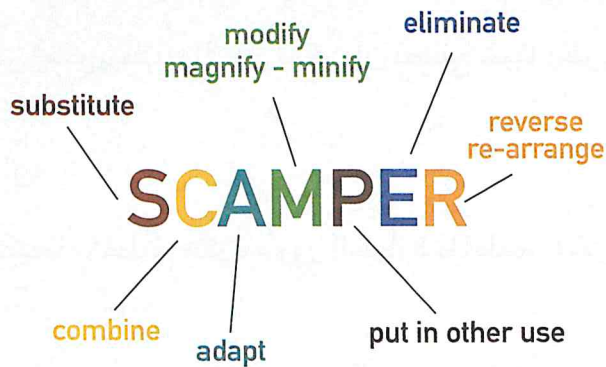 eliminate
modify
magnify - minify
substitute
reverse
re-arrange
SCAMPER
combine
adapt
put in other use